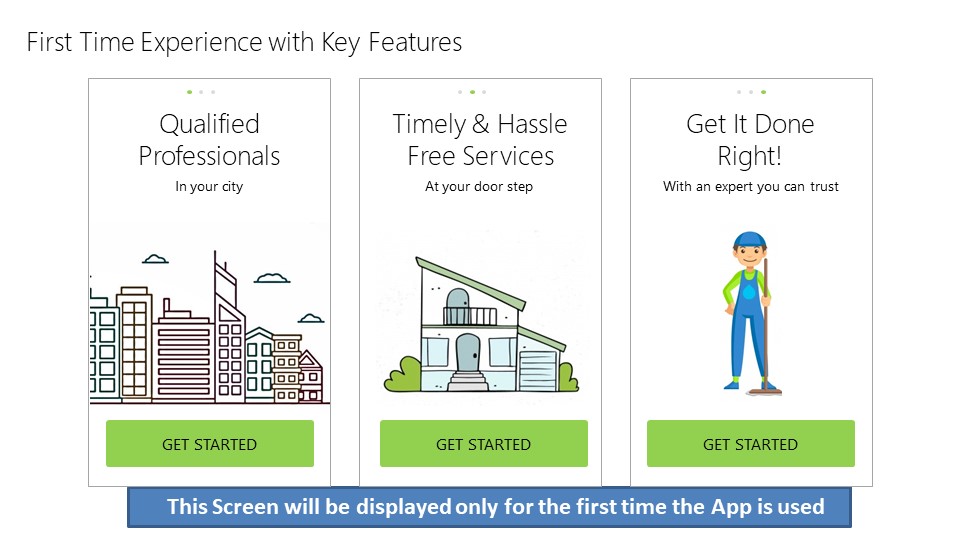 First Time Experience with Key Features
Qualified
Professionals
In your city
GET STARTED
Timely & Hassle
Free Services
At your door step
GET STARTED
Get It Done
Right!
With an expert you can trust
GET STARTED
This Screen will be displayed only for the first time the App is used